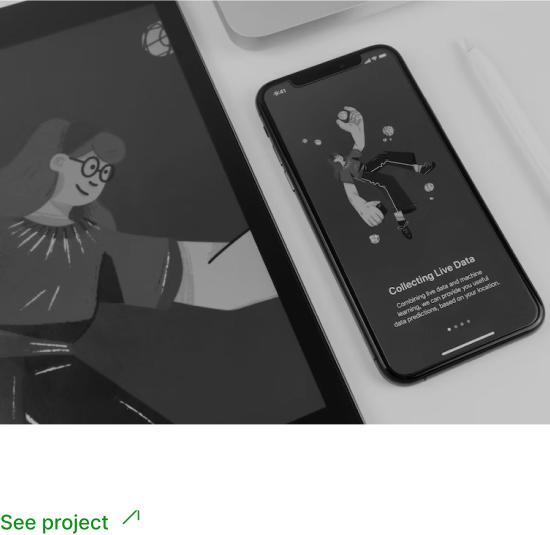 9:41
Collecting Live Data
Combining live data and machine
learning, we can provide you useful
data predictions, based on your location.
See project